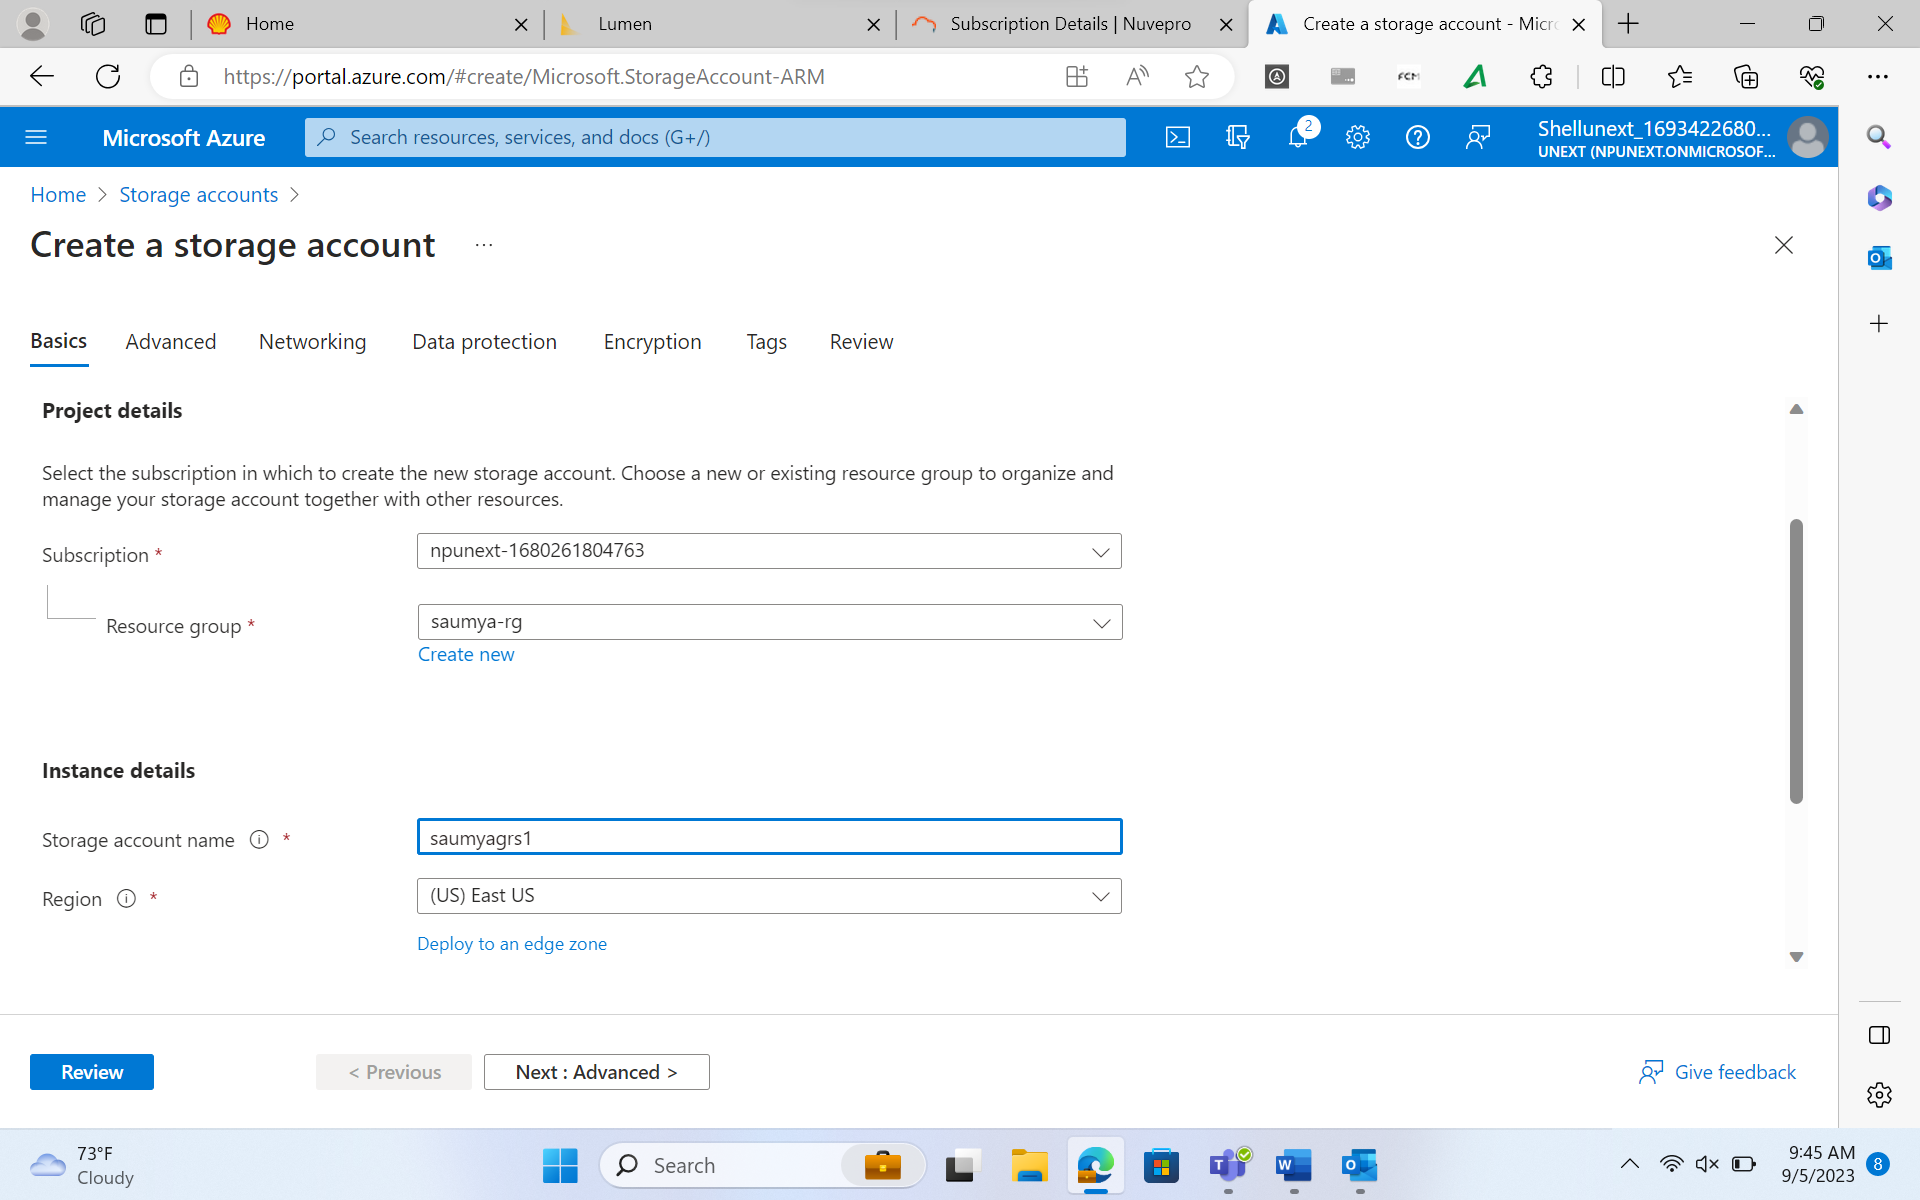 Home
Lumen
Subscription Details | Nuvepro
Create a storage account - Micr
https://portal.azure.com/#create/Microsoft.StorageAccount-ARM
FCM
Microsoft Azure
Search resources, services, and docs (G+/)
2
Shellunext_1693422680...
UNEXT (NPUNEXT.ONMICROSOF...
Home > Storage accounts >
Create a storage account ...
Basics
Advanced
Networking
Data protection
Encryption
Tags
Review
Project details
Select the subscription in which to create the new storage account. Choose a new or existing resource group to organize and
manage your storage account together with other resources.
Subscription *
npunext-1680261804763
Resource group *
saumya-rg
Create new
Instance details
Storage account name *
saumyagrs1
Region *
(US) East US
Deploy to an edge zone
Review
< Previous
Next : Advanced >
Give feedback
73°F
Cloudy
Search
9:45 AM
9/5/2023
8